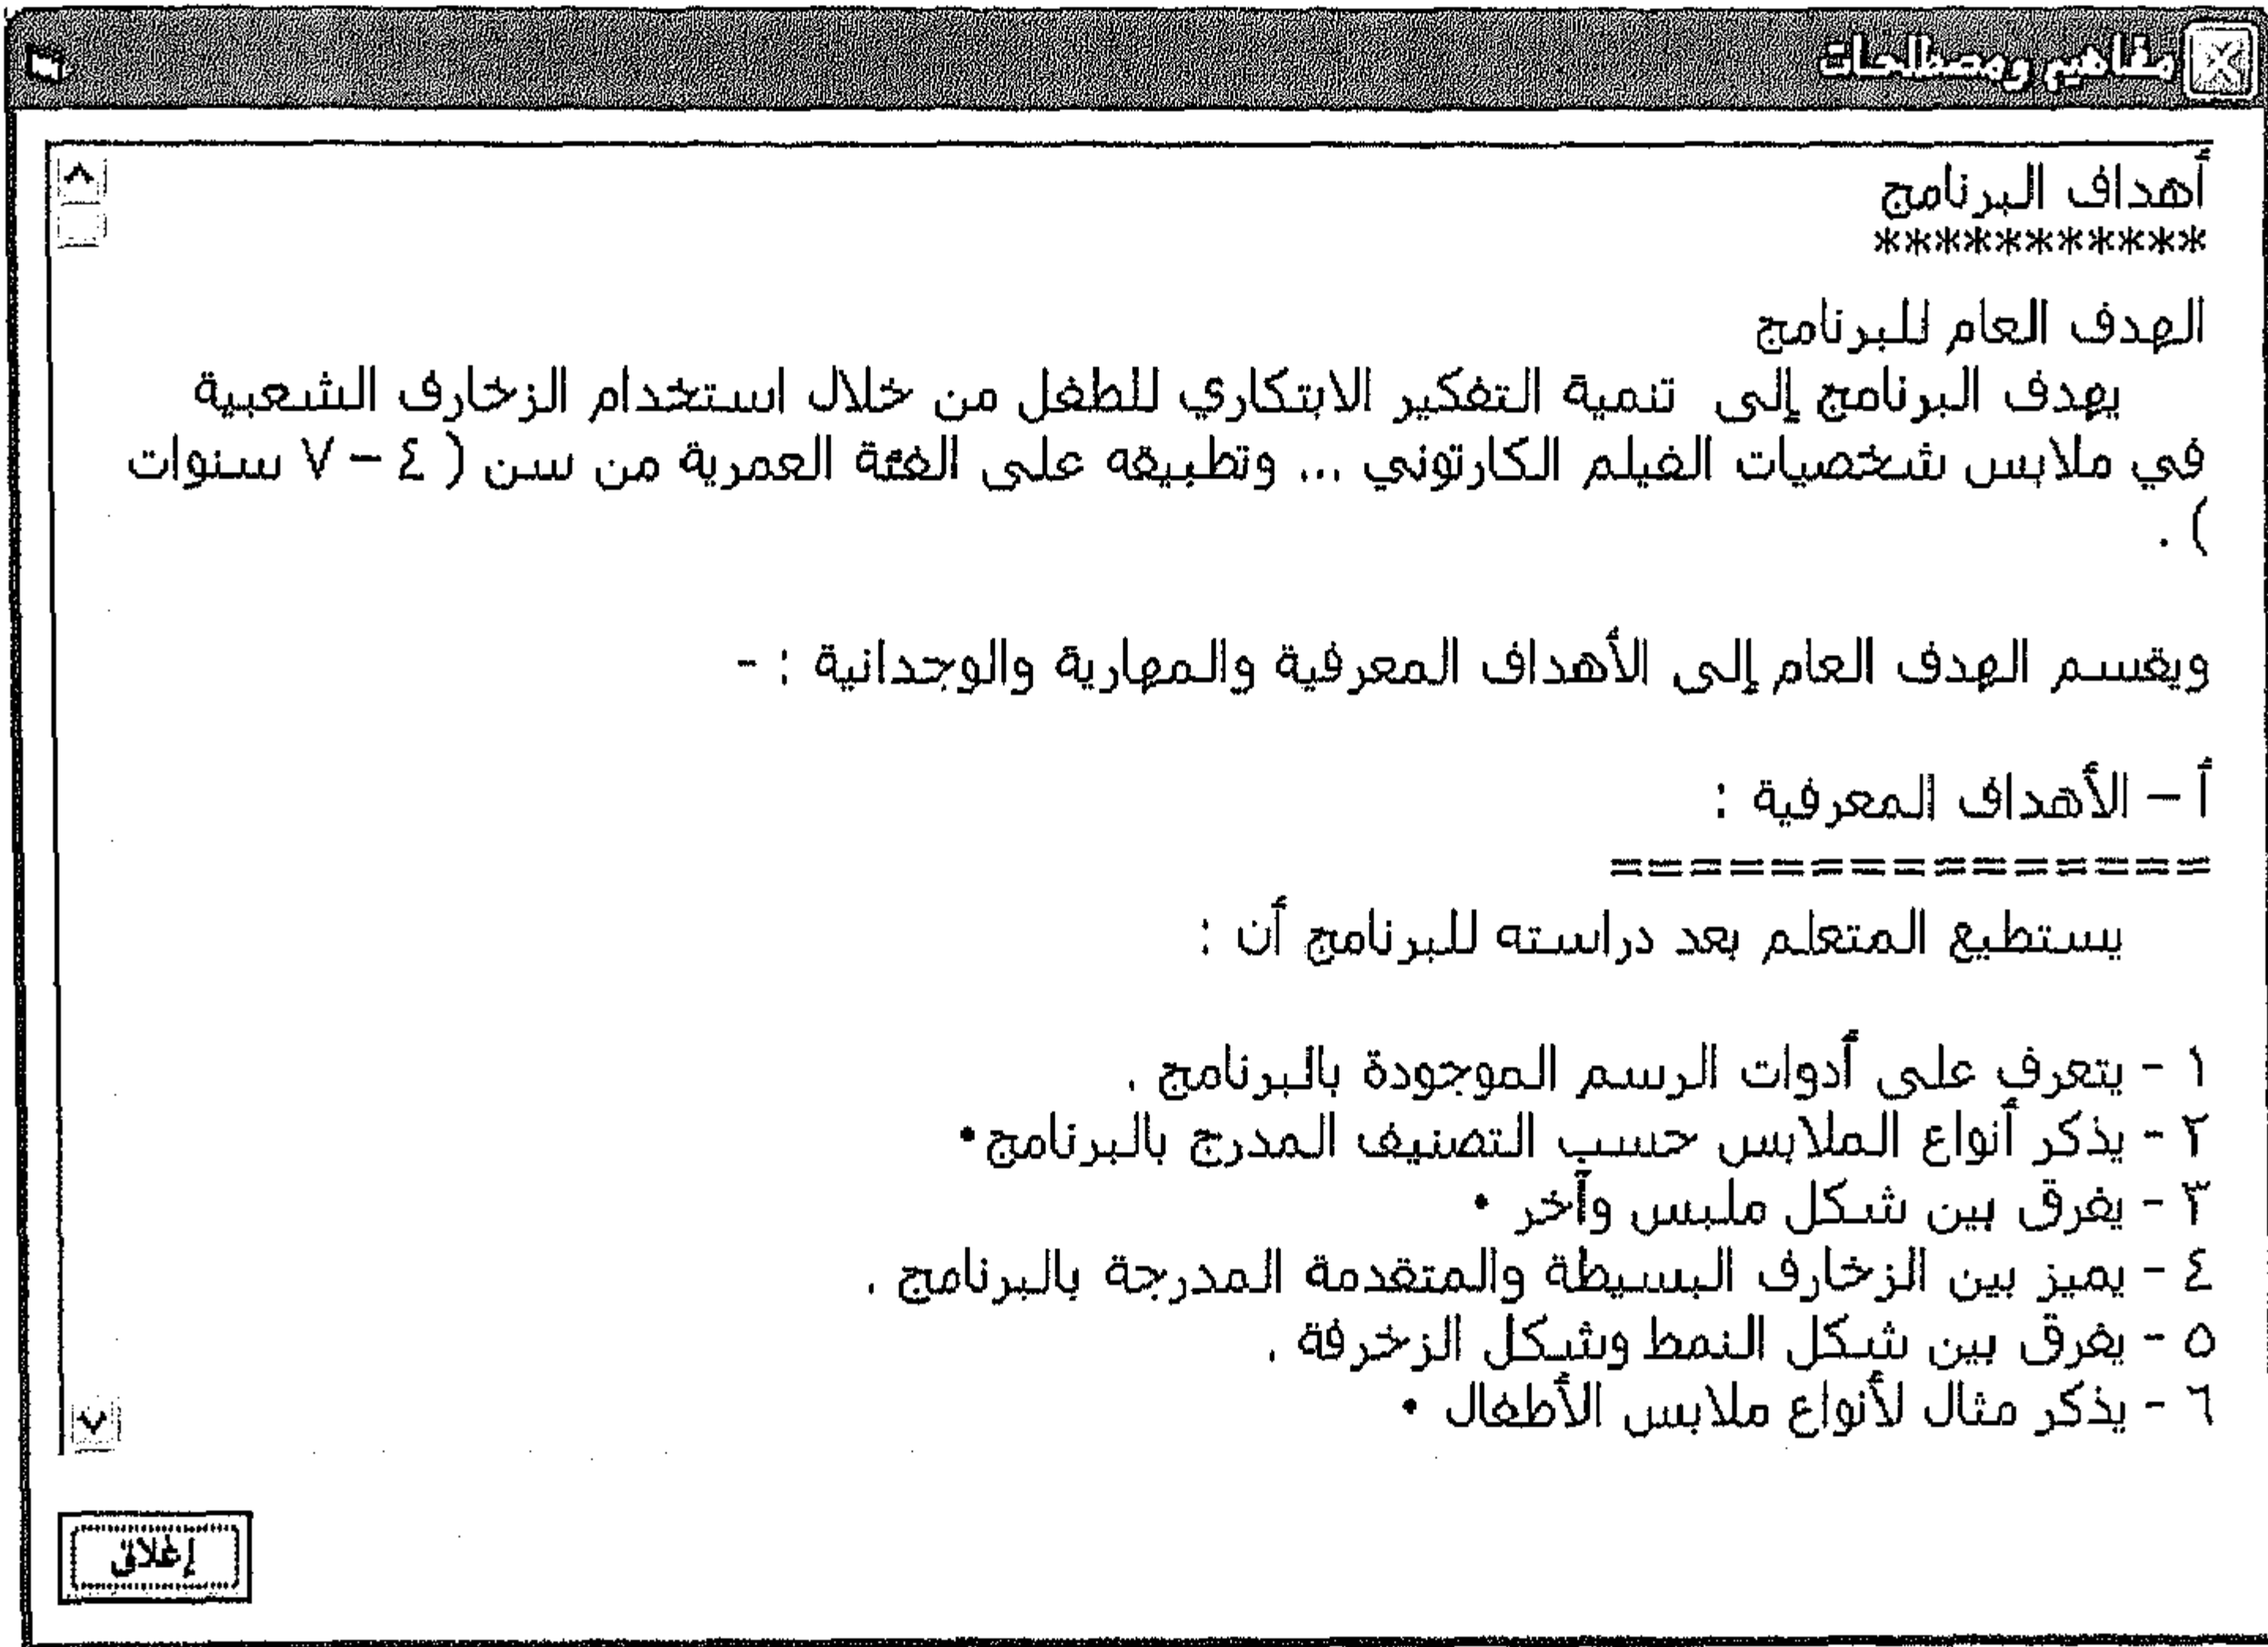 مفاهيم ومصطلحات
أهداف البرنامج
***********
الهدف العام للبرنامج
يهدف البرنامج إلى تنمية التفكير الابتكاري للطفل من خلال استخدام الزخارف الشعبية
في ملابس شخصيات الفيلم الكارتوني ... وتطبيقه على الفئة العمرية من سن ( ٤ – ٧ سنوات
) .
ويقسم الهدف العام إلى الأهداف المعرفية والمهارية والوجدانية : -
أ – الأهداف المعرفية :
===============
يستطيع المتعلم بعد دراسته للبرنامج أن :
١ - يتعرف على أدوات الرسم الموجودة بالبرنامج .
٢ - يذكر أنواع الملابس حسب التصنيف المدرج بالبرنامج•
٣ - يفرق بين شكل ملبس وآخر •
٤ - يميز بين الزخارف البسيطة والمتقدمة المدرجة بالبرنامج .
٥ - يفرق بين شكل النمط وشكل الزخرفة .
٦ - يذكر مثال لأنواع ملابس الأطفال •
إغلاق